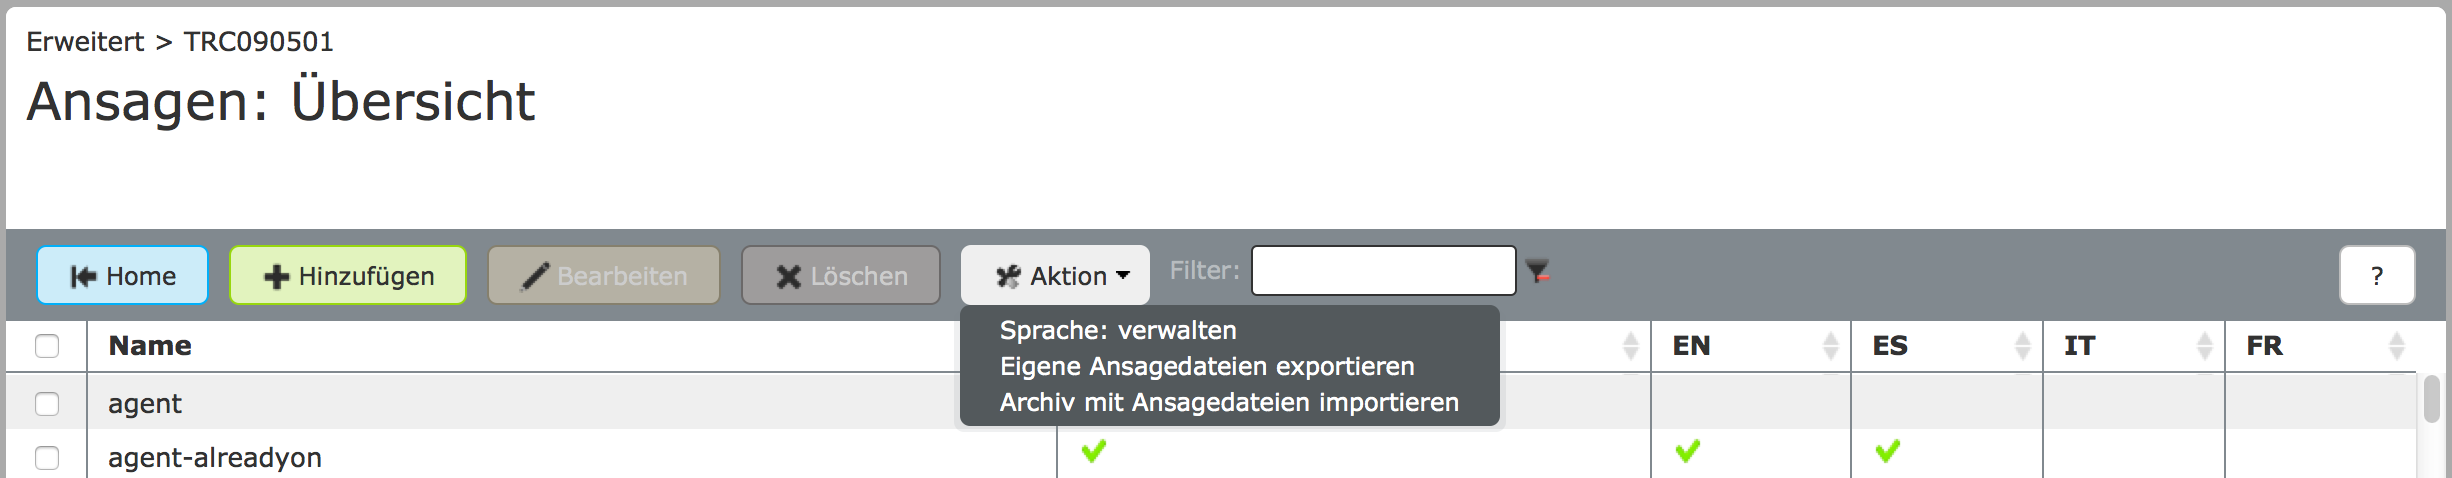 Erweitert > TRC090501
Ansagen: Übersicht
Home Hinzufügen Bearbeiten Löschen Aktion Filter: ?
Sprache: verwalten
Eigene Ansagedateien exportieren
Archiv mit Ansagedateien importieren
Name EN ES IT FR
agent
agent-alreadyon